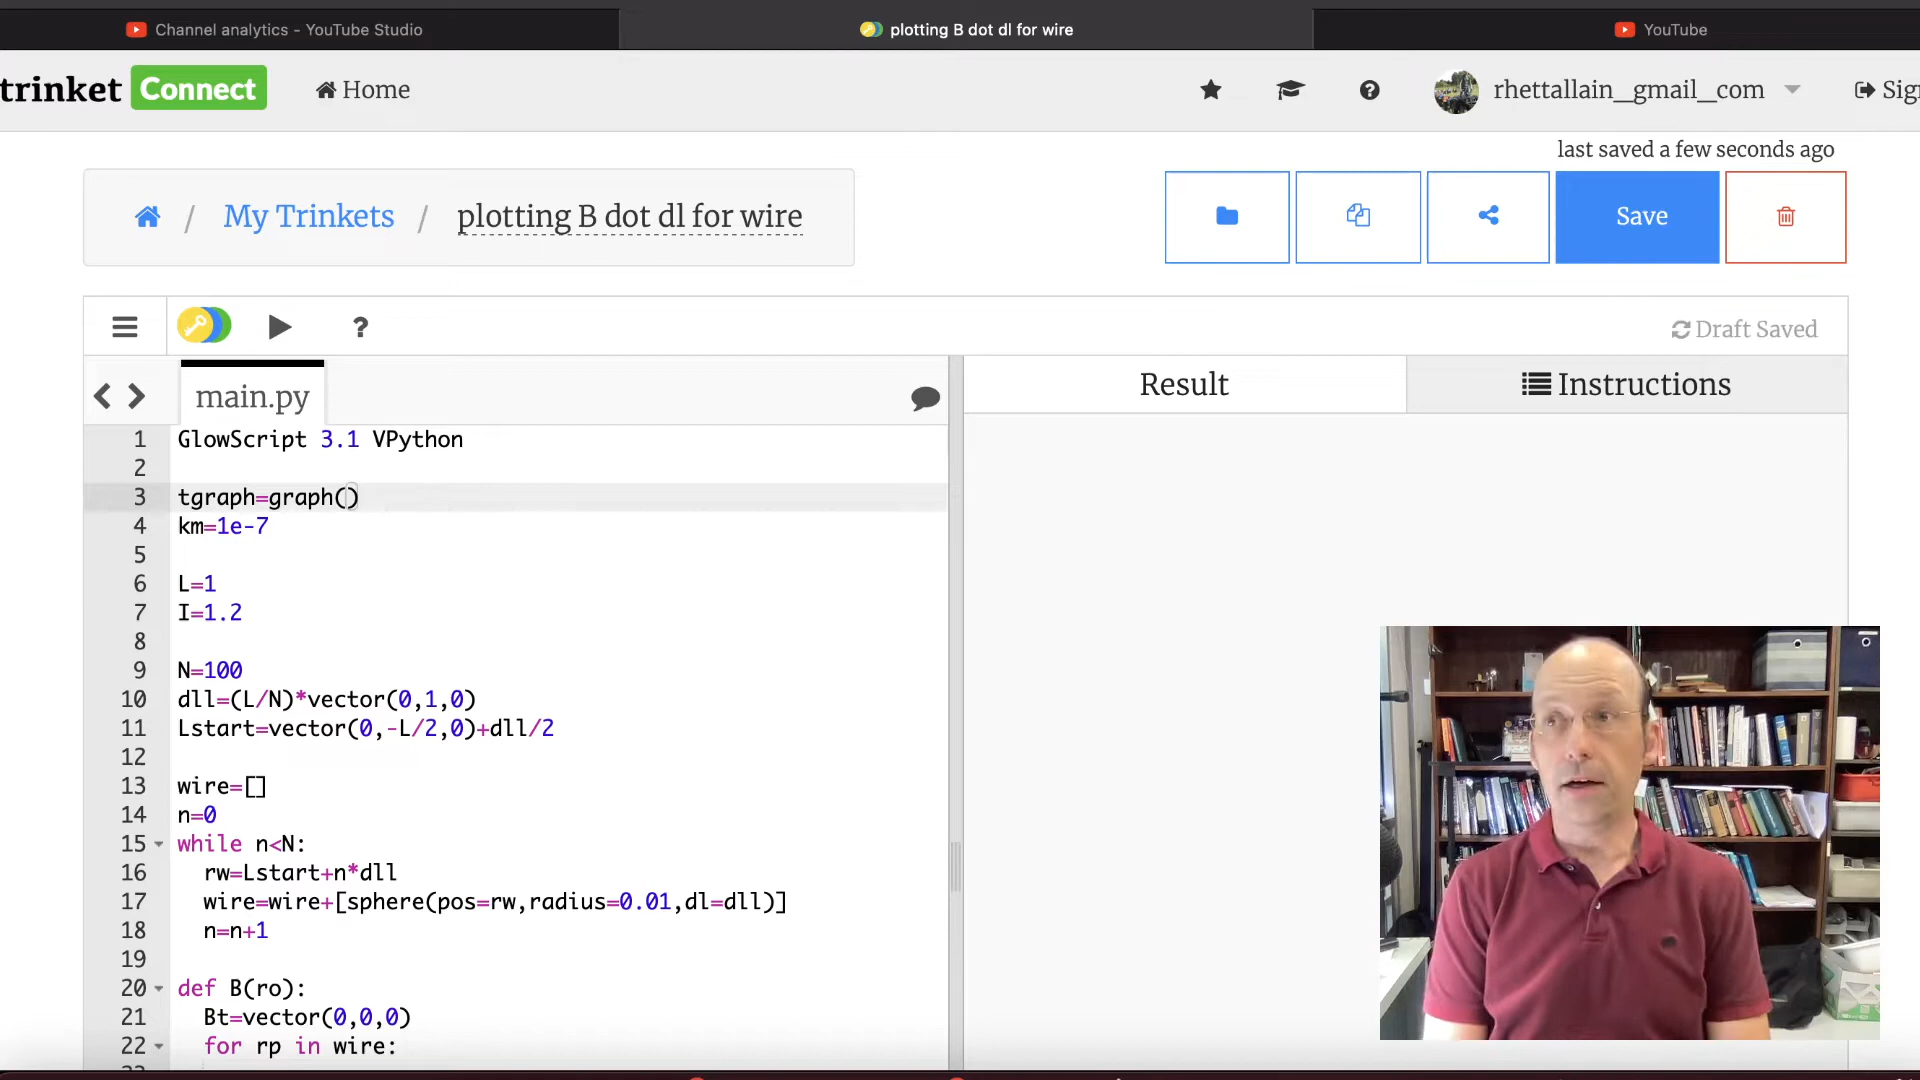 Channel analytics - YouTube Studio
plotting B dot dl for wire
YouTube
trinket Connect
Home
rhettallain_gmail_com
Sig
last saved a few seconds ago
/ My Trinkets / plotting B dot dl for wire
Save
?
Draft Saved
main.py
Result
Instructions
1 GlowScript 3.1 VPython
2
3 tgraph=graph()
4 km=1e-7
5
6 L=1
7 I=1.2
8
9 N=100
10 dll=(L/N)*vector(0,1,0)
11 Lstart=vector(0,-L/2,0)+dll/2
12
13 wire=[]
14 n=0
15 while n<N:
16 rw=Lstart+n*dll
17 wire=wire+[sphere(pos=rw,radius=0.01,dl=dll)]
18 n=n+1
19
20 def B(ro):
21 Bt=vector(0,0,0)
22 for rp in wire: